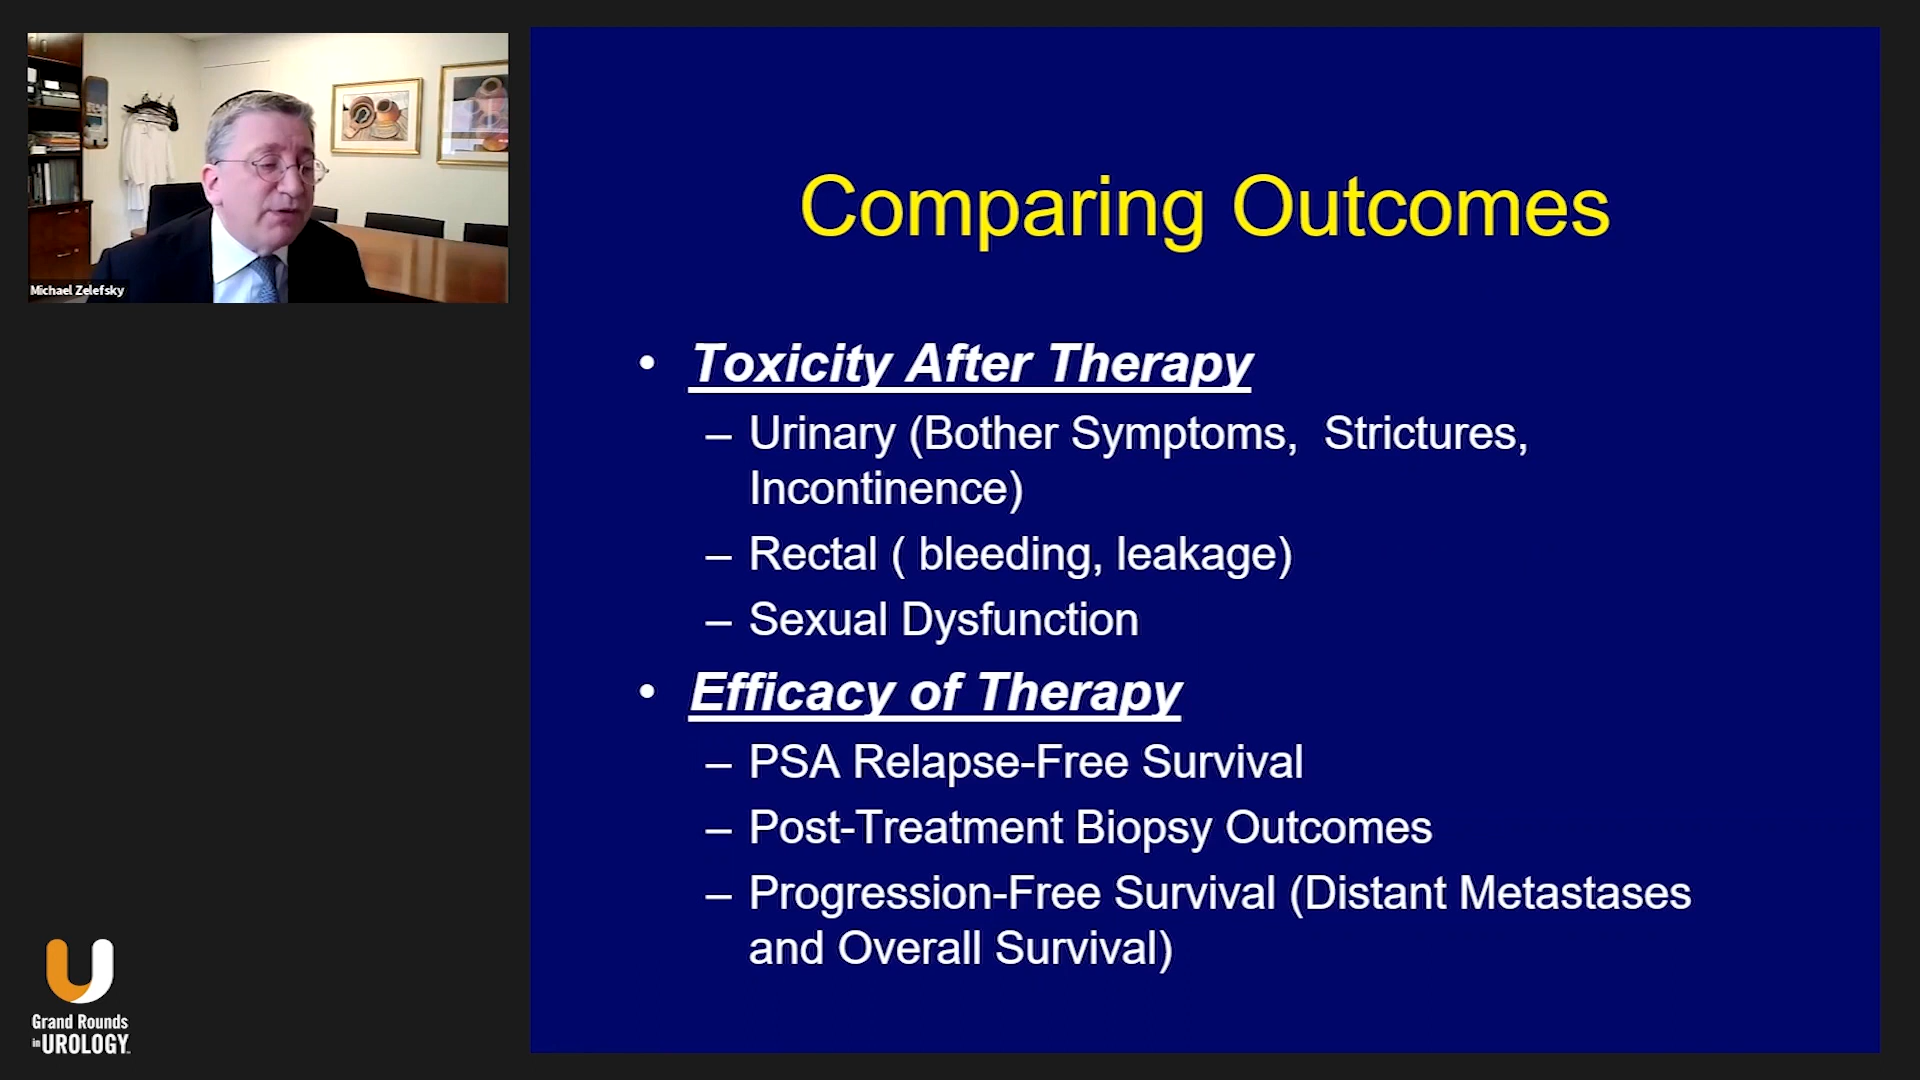 Michael Zelefsky
Comparing Outcomes
• Toxicity After Therapy
– Urinary (Bother Symptoms,  Strictures,
Incontinence)
– Rectal ( bleeding, leakage)
– Sexual Dysfunction
• Efficacy of Therapy
– PSA Relapse-Free Survival
– Post-Treatment Biopsy Outcomes
– Progression-Free Survival (Distant Metastases
and Overall Survival)
Grand Rounds
in UROLOGY